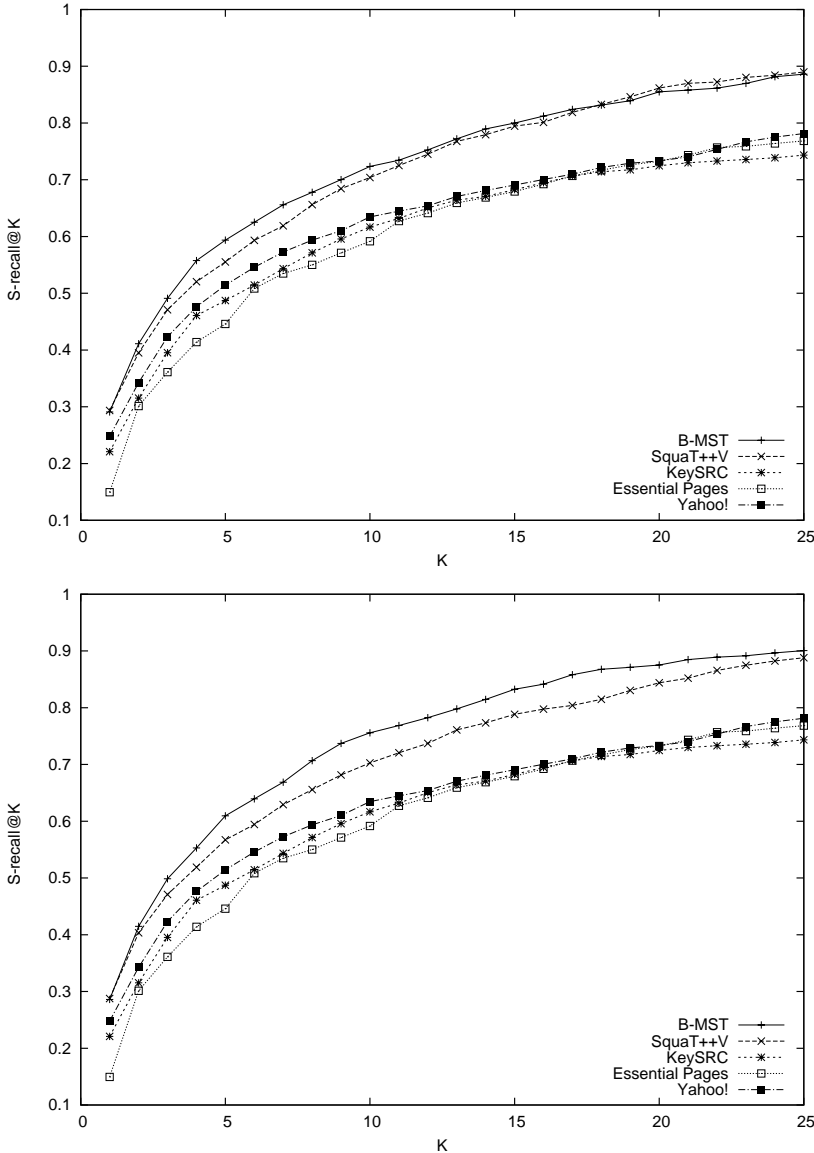 1
0.9
0.8
0.7
0.6
0.5
0.4
0.3
0.2
0.1
S-recall@K
B-MST
SquaT++V
KeySRC
Essential Pages
Yahoo!
0 5 10 15 20 25
K
1
0.9
0.8
0.7
0.6
0.5
0.4
0.3
0.2
0.1
S-recall@K
B-MST
SquaT++V
KeySRC
Essential Pages
Yahoo!
0 5 10 15 20 25
K